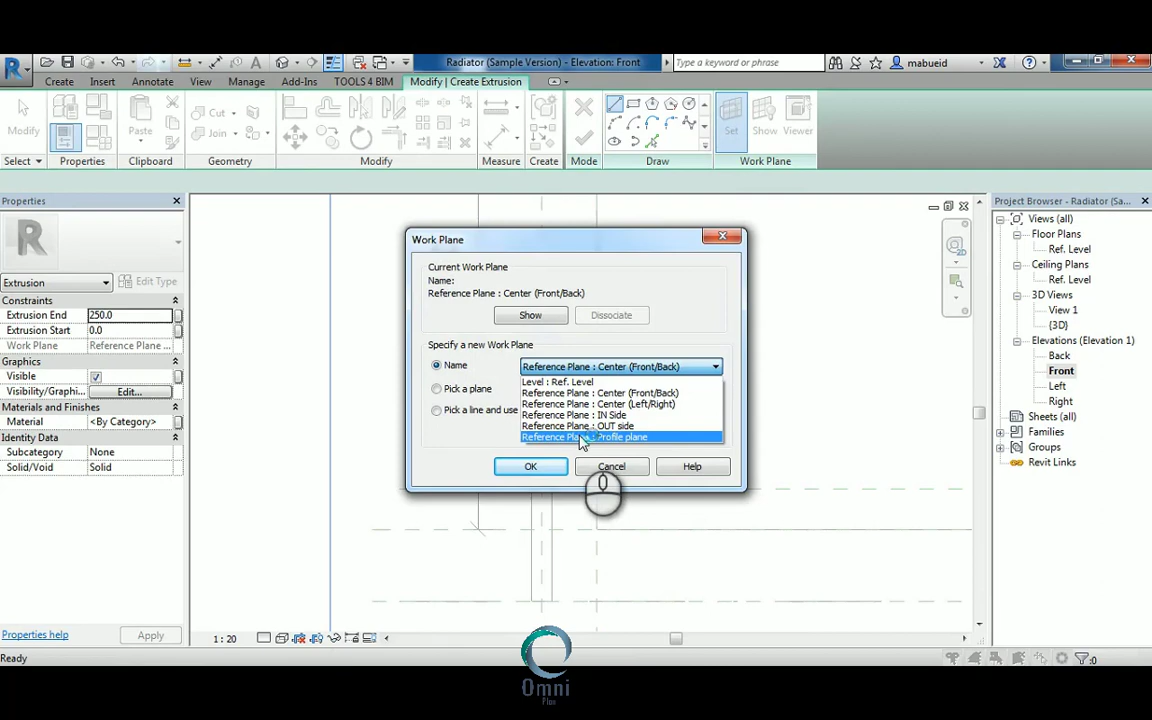 Radiator (Sample Version) - Elevation: Front
Type a keyword or phrase
mabueid
Create Insert Annotate View Manage Add-Ins TOOLS 4 BIM Modify | Create Extrusion
Modify
Paste
Cut
Join
Set Show Viewer
Select Properties Clipboard Geometry Modify Measure Create Mode Draw Work Plane
Properties
Extrusion
Edit Type
Constraints
Extrusion End 250.0
Extrusion Start 0.0
Work Plane Reference Plane ...
Graphics
Visible
Visibility/Graphi... Edit...
Materials and Finishes
Material <By Category>
Identity Data
Subcategory None
Solid/Void Solid
Properties help
Apply
Ready
Work Plane
Current Work Plane
Name:
Reference Plane : Center (Front/Back)
Show
Dissociate
Specify a new Work Plane
Name
Reference Plane : Center (Front/Back)
Level : Ref. Level
Reference Plane : Center (Front/Back)
Reference Plane : Center (Left/Right)
Reference Plane : IN Side
Reference Plane : OUT side
Reference Plane : Profile plane
Pick a plane
Pick a line and use
OK
Cancel
Help
Project Browser - Radiator (Sa...
Views (all)
Floor Plans
Ref. Level
Ceiling Plans
Ref. Level
3D Views
View 1
{3D}
Elevations (Elevation 1)
Back
Front
Left
Right
Sheets (all)
Families
Groups
Revit Links
1 : 20
:0
Omni
Plus